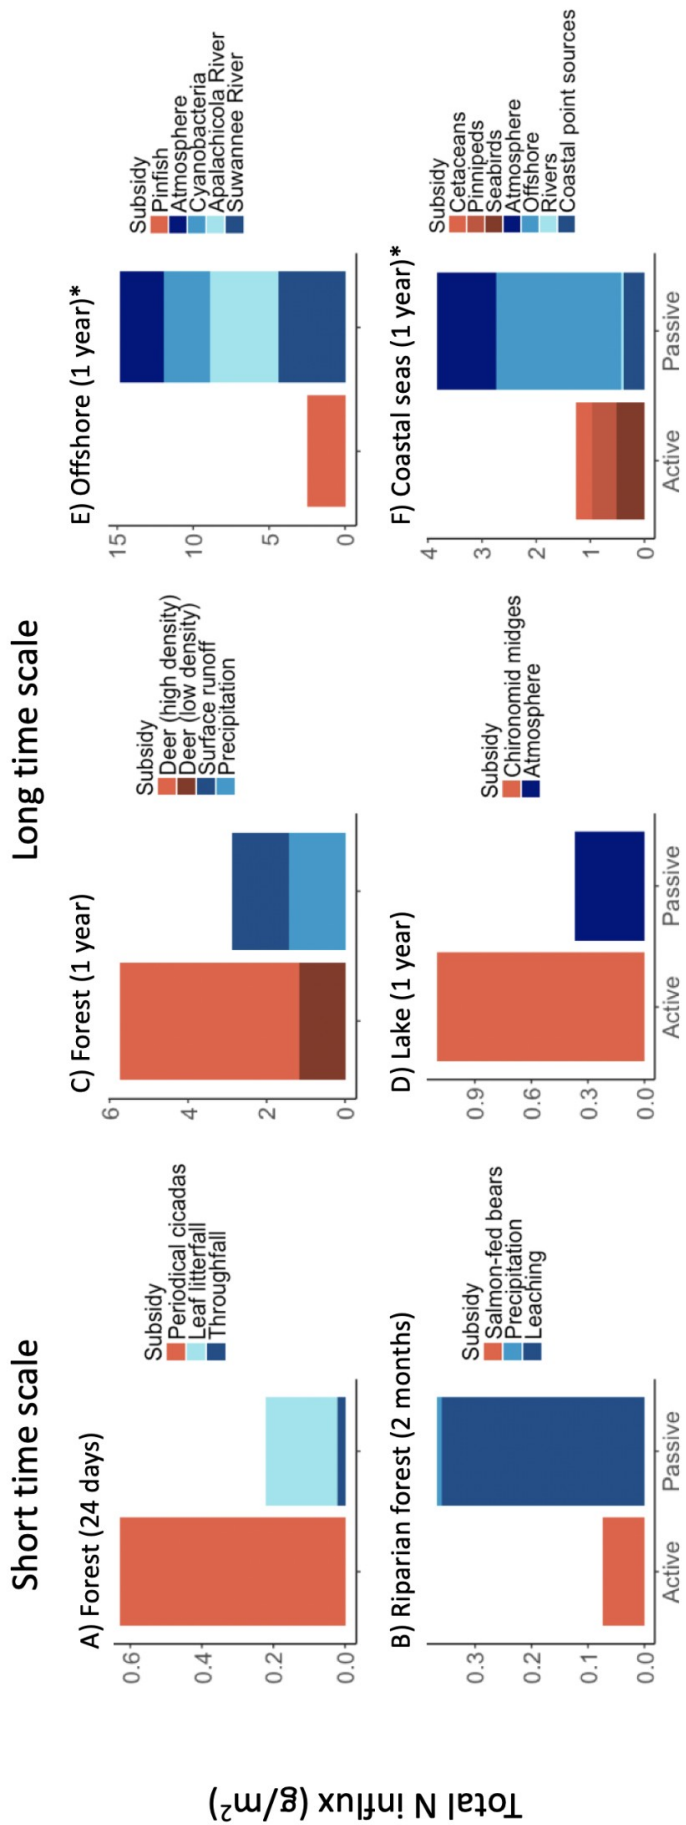 Short time scale
Long time scale
Total N influx (g/m²)
A) Forest (24 days)
0.6
0.4
0.2
0.0
Subsidy
Periodical cicadas
Leaf litterfall
Throughfall
C) Forest (1 year)
6
4
2
0
Subsidy
Deer (high density)
Deer (low density)
Surface runoff
Precipitation
E) Offshore (1 year)*
15
10
5
0
Subsidy
Pinfish
Atmosphere
Cyanobacteria
Apalachicola River
Suwannee River
B) Riparian forest (2 months)
0.3
0.2
0.1
0.0
Active
Passive
Subsidy
Salmon-fed bears
Precipitation
Leaching
D) Lake (1 year)
0.9
0.6
0.3
0.0
Active
Passive
Subsidy
Chironomid midges
Atmosphere
F) Coastal seas (1 year)*
4
3
2
1
0
Active
Passive
Subsidy
Cetaceans
Pinnipeds
Seabirds
Atmosphere
Offshore
Rivers
Coastal point sources